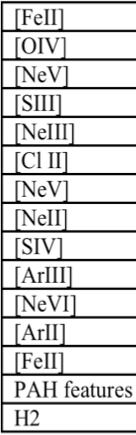 [FeII]
[OIV]
[NeV]
[SIII]
[NeIII]
[Cl II]
[NeV]
[NeII]
[SIV]
[ArIII]
[NeVI]
[ArII]
[FeII]
PAH features
H2